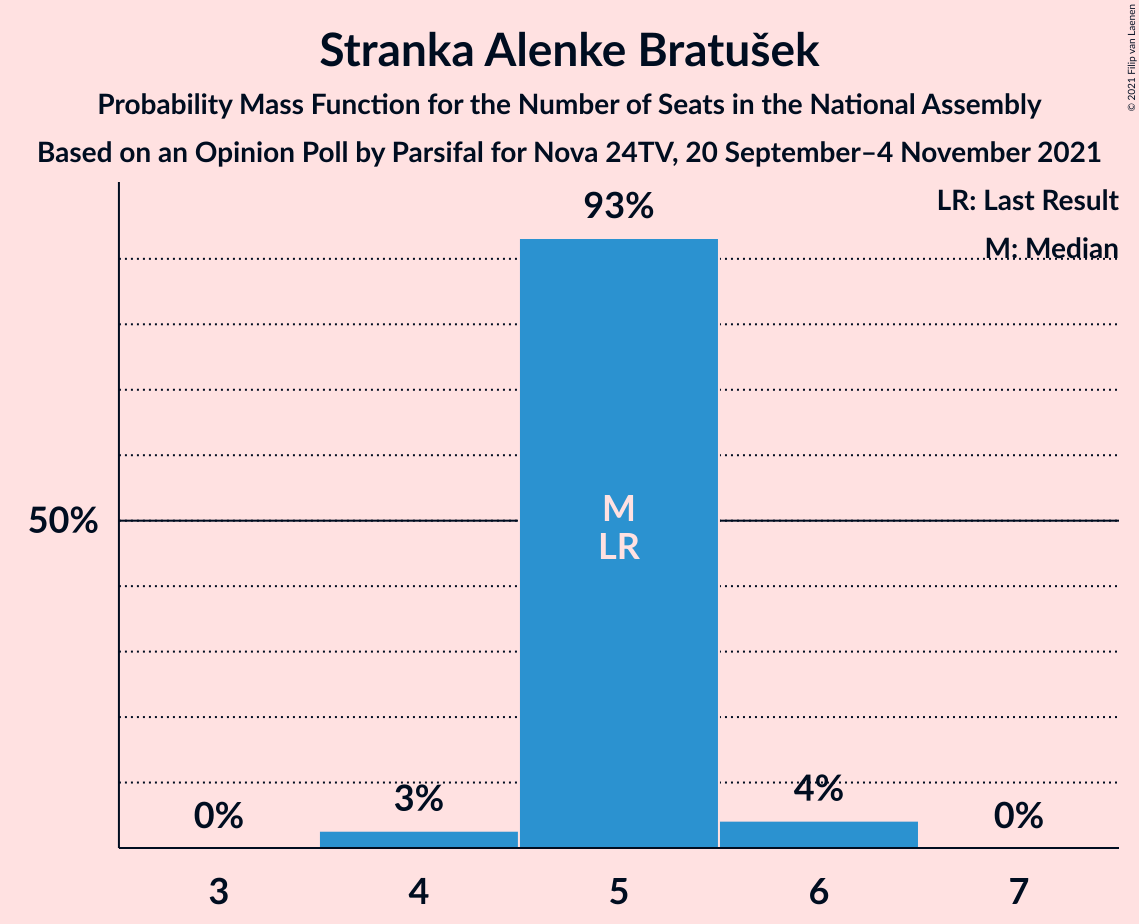 Stranka Alenke Bratušek
Probability Mass Function for the Number of Seats in the National Assembly
Based on an Opinion Poll by Parsifal for Nova 24TV, 20 September–4 November 2021
© 2021 Filip van Laenen
LR: Last Result
M: Median
93%
50%
M
LR
0%
3%
4%
0%
3
4
5
6
7